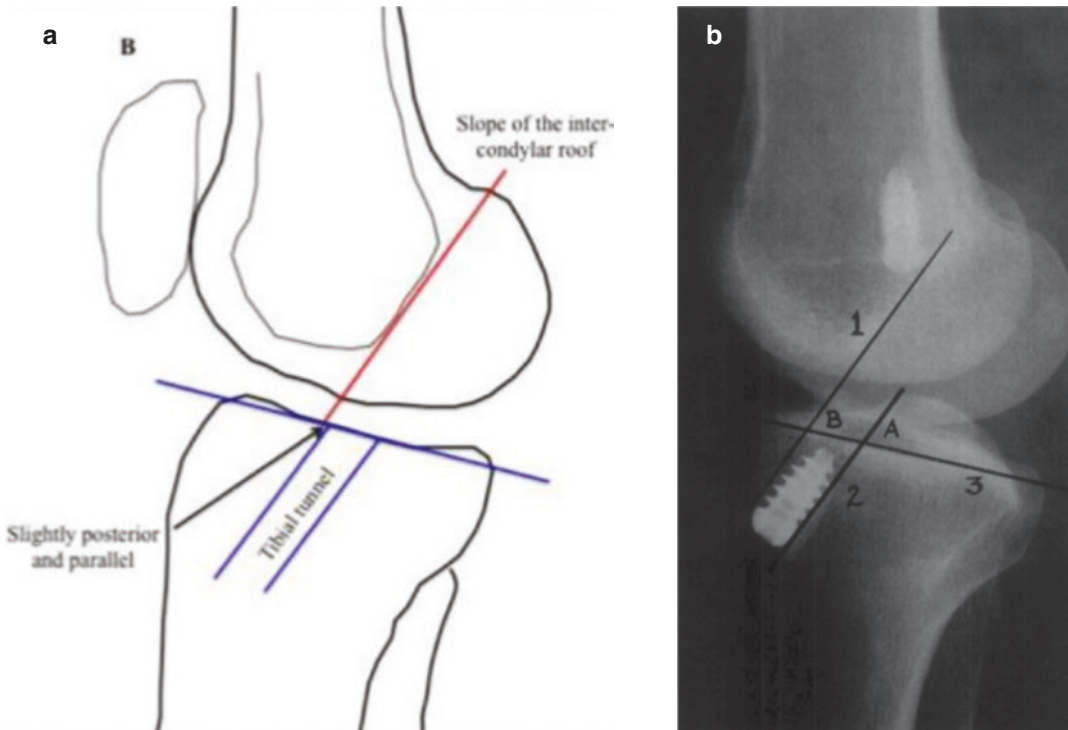 a
B
Slope of the inter-
condylar roof
Tibial tunnel
Slightly posterior
and parallel
b
1
B
A
2
3